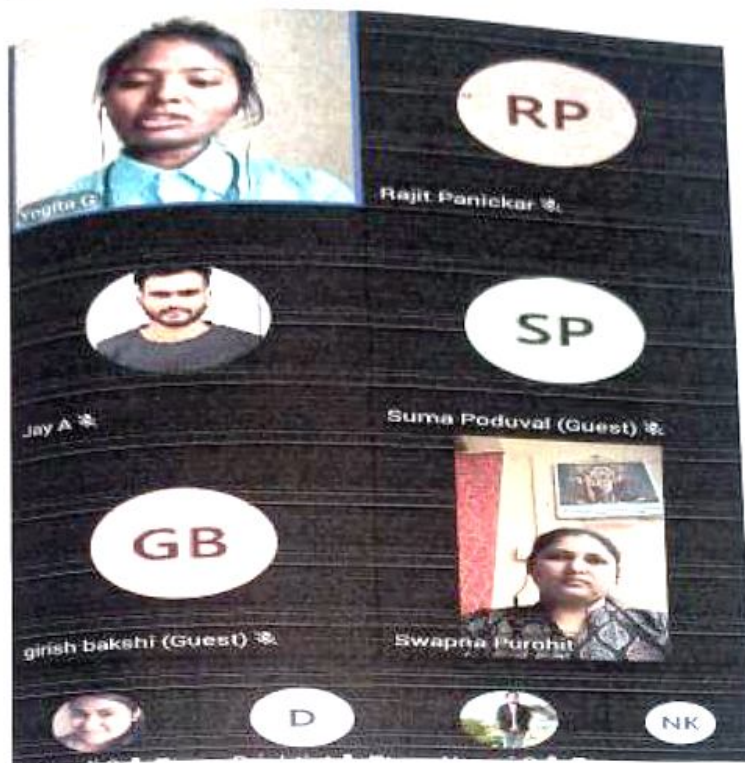 RP
Yogita G
Rajit Panickar
SP
Jay A
Suma Poduval (Guest)
GB
girish bakshi (Guest)
Swapna Purohit
D
NK